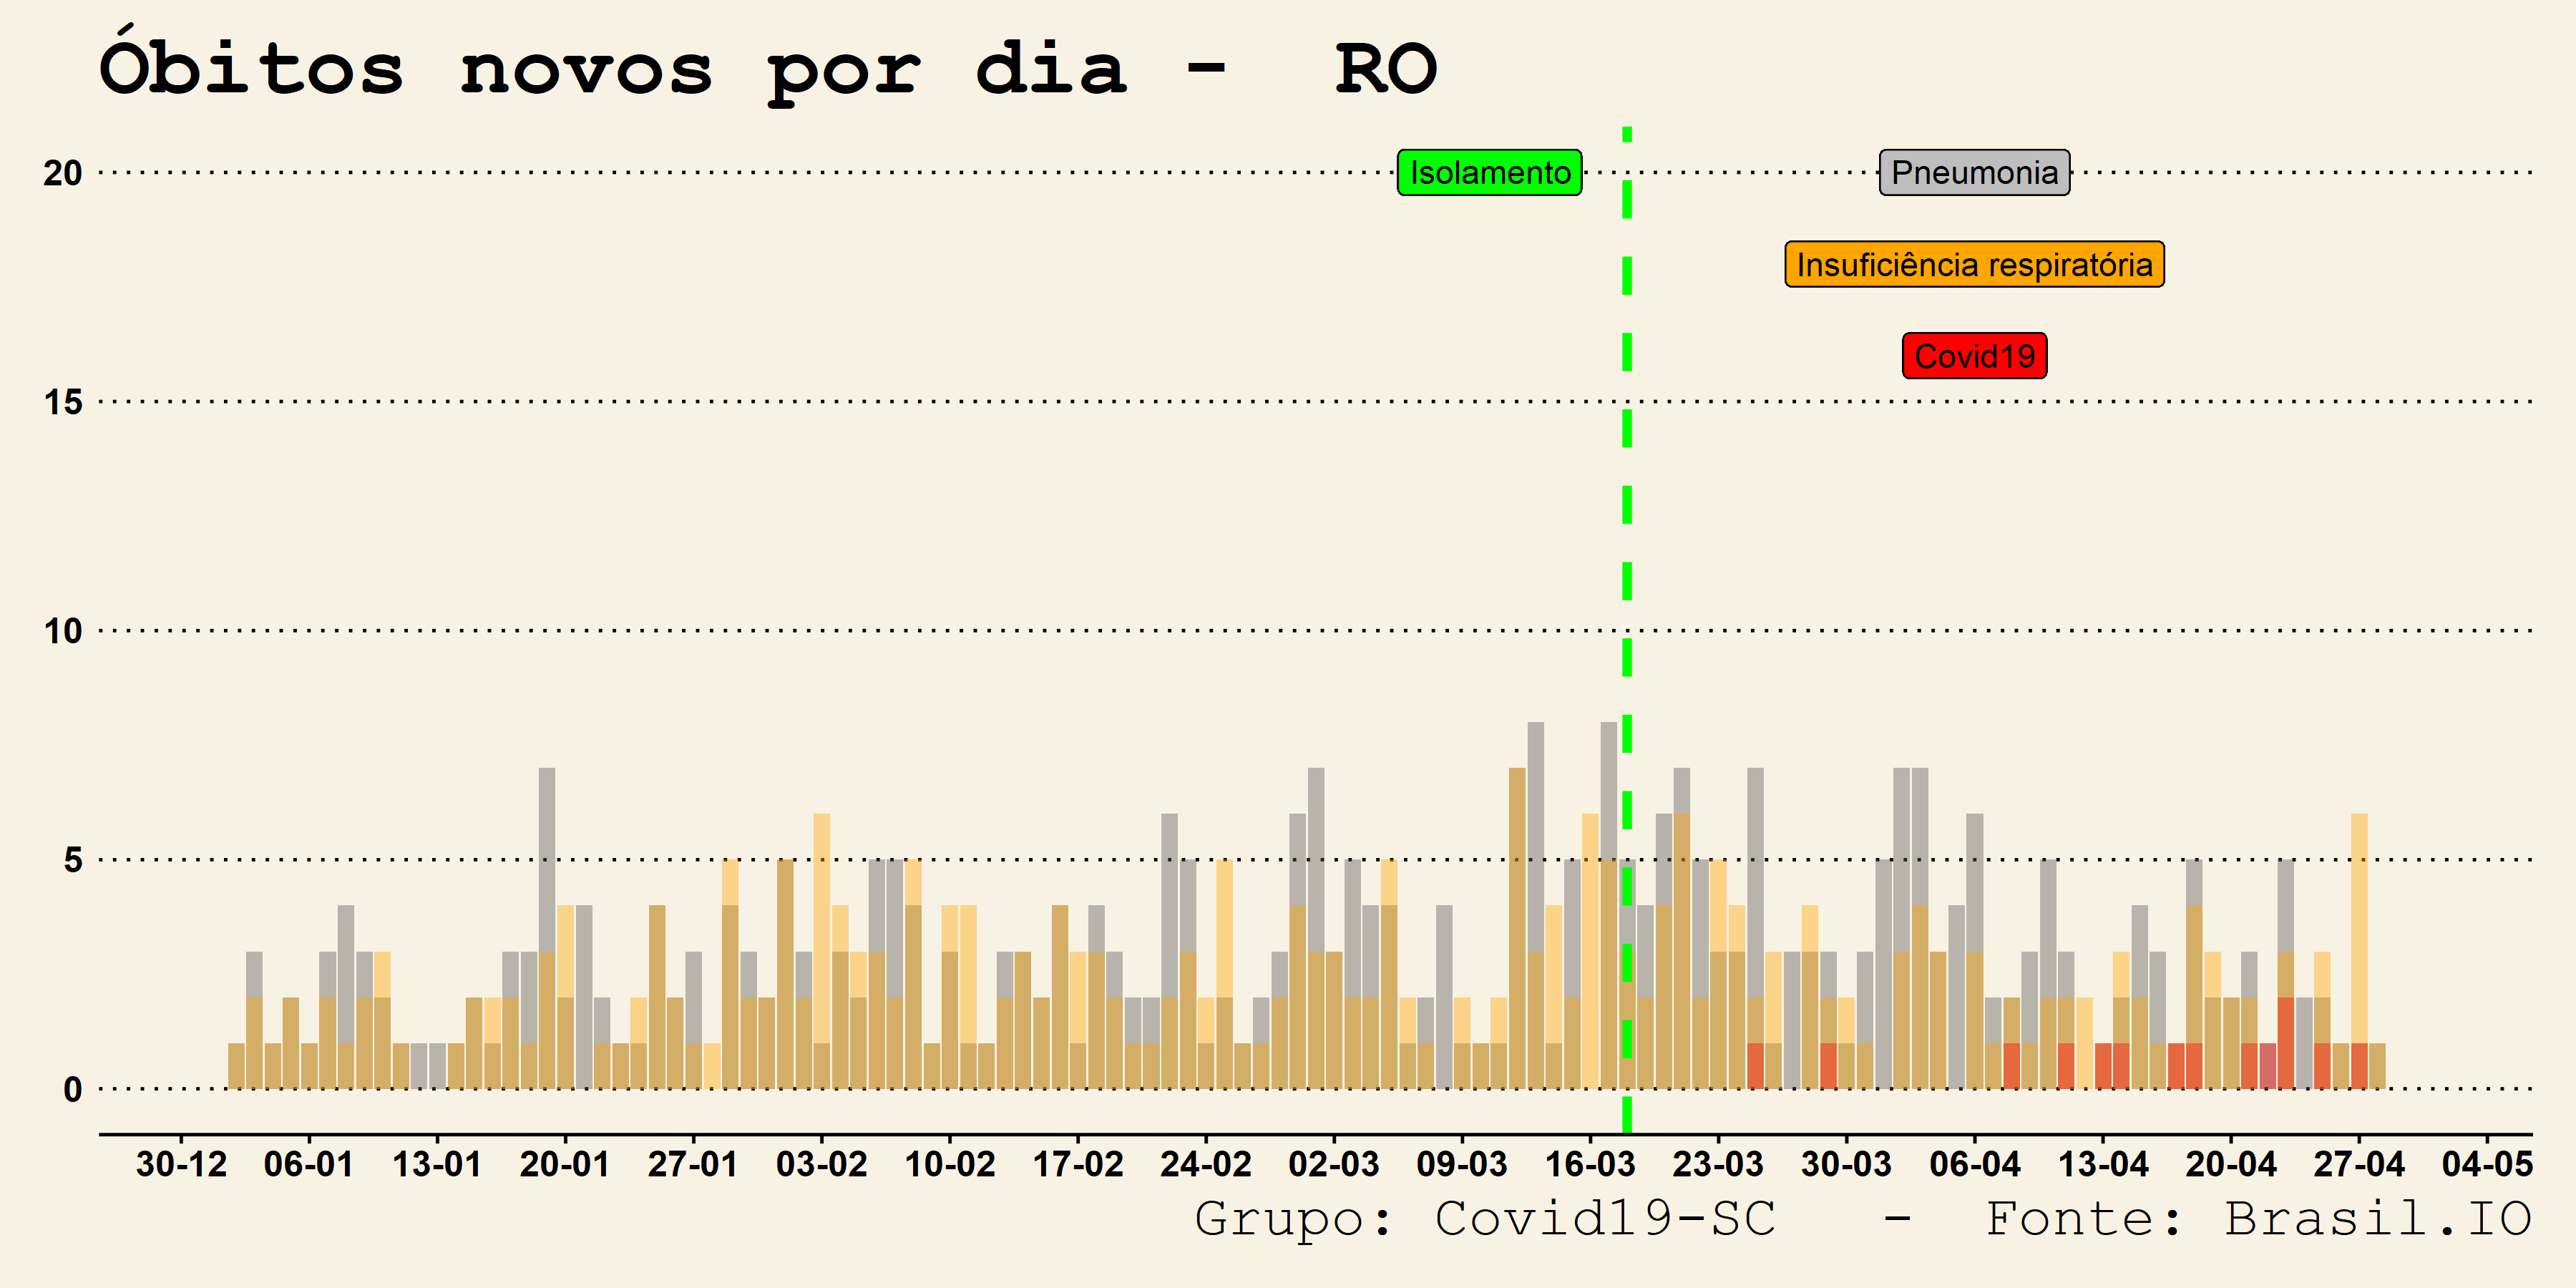 Óbitos novos por dia -  RO
20
Isolamento
Pneumonia
Insuficiência respiratória
Covid19
15
10
5
0
30-12 06-01 13-01 20-01 27-01 03-02 10-02 17-02 24-02 02-03 09-03 16-03 23-03 30-03 06-04 13-04 20-04 27-04 04-05
Grupo: Covid19-SC  -  Fonte: Brasil.IO